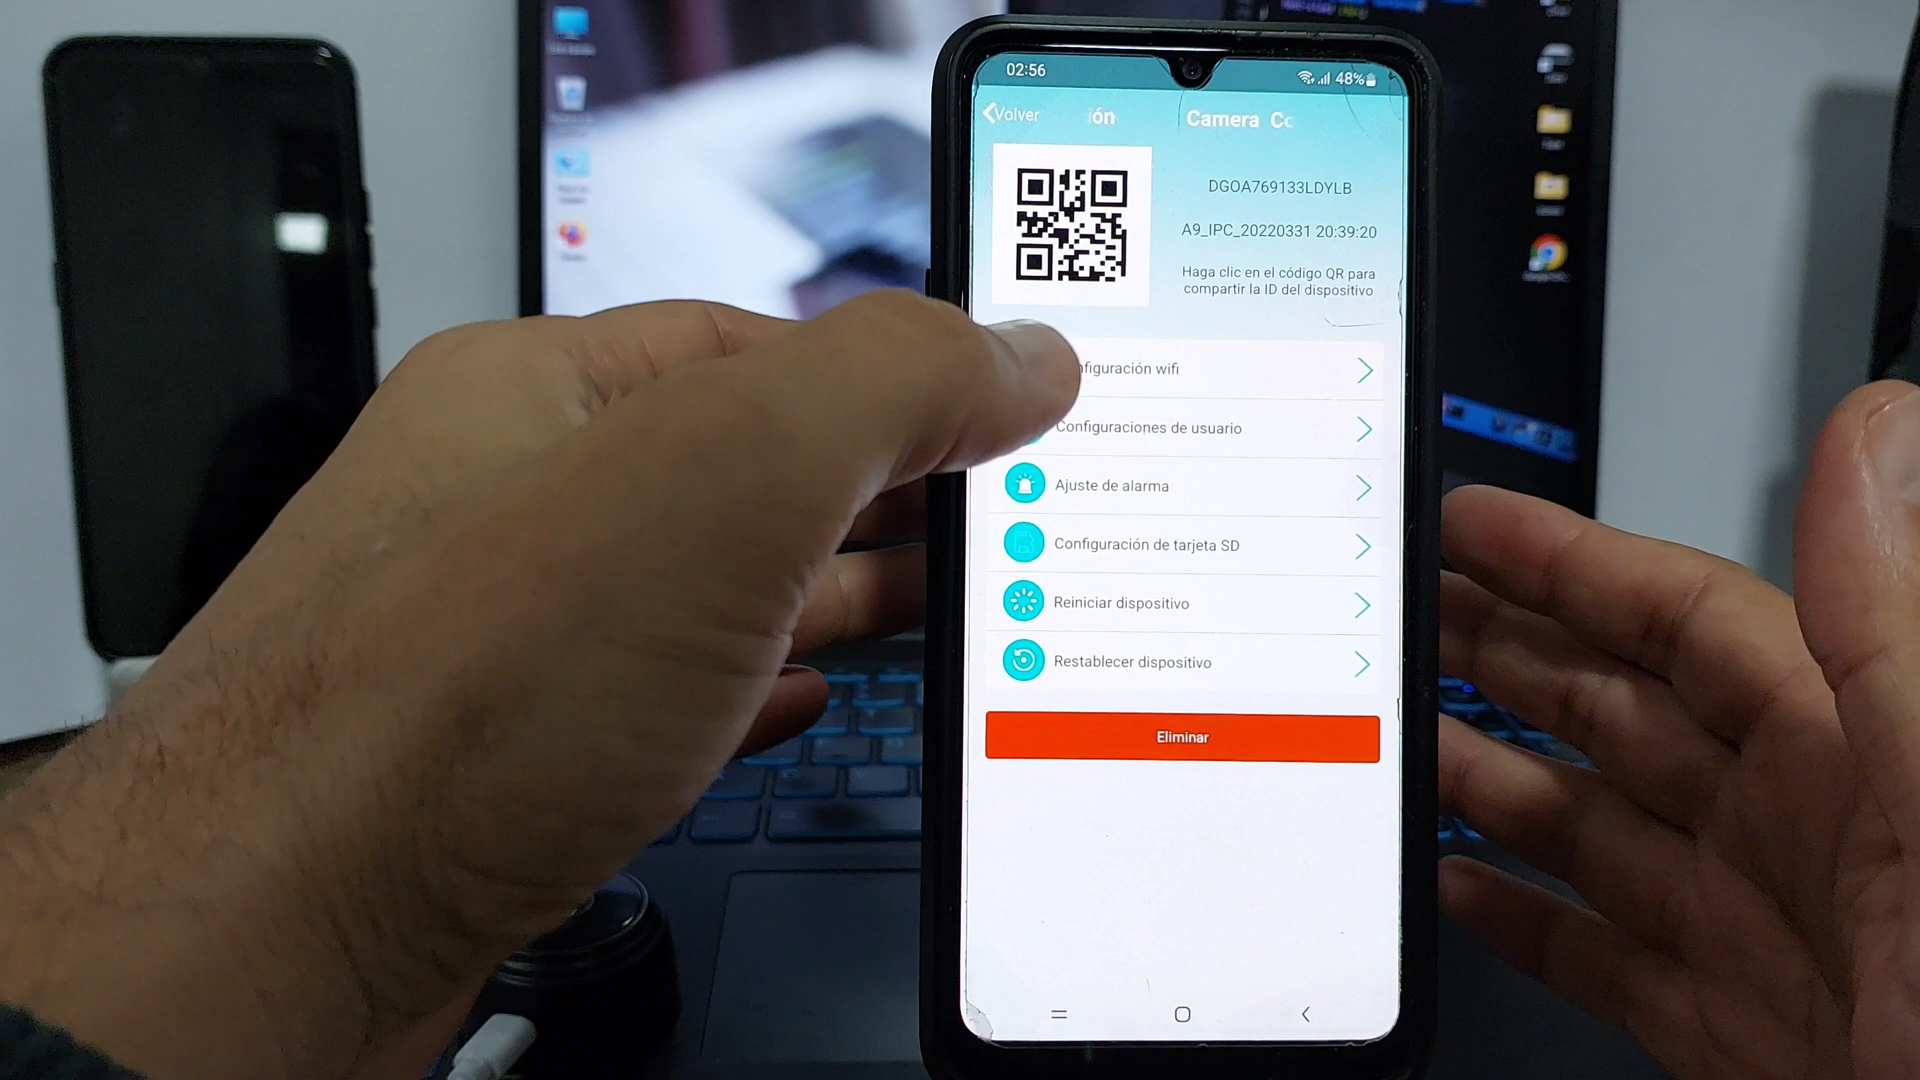 02:56
48%
Volver
ión
Camera Co
DGOA769133LDYLB
A9_IPC_20220331 20:39:20
Haga clic en el código QR para
compartir la ID del dispositivo
nfiguración wifi
Configuraciones de usuario
Ajuste de alarma
Configuración de tarjeta SD
Reiniciar dispositivo
Restablecer dispositivo
Eliminar